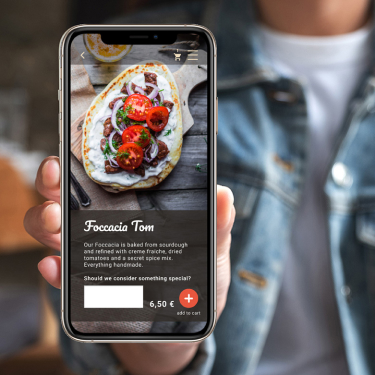 Foccacia Tom
Our Foccacia is baked from sourdough
and refined with creme fraiche, dried
tomatoes and a secret spice mix.
Everything handmade.
Should we consider something special?
6,50 €
add to cart